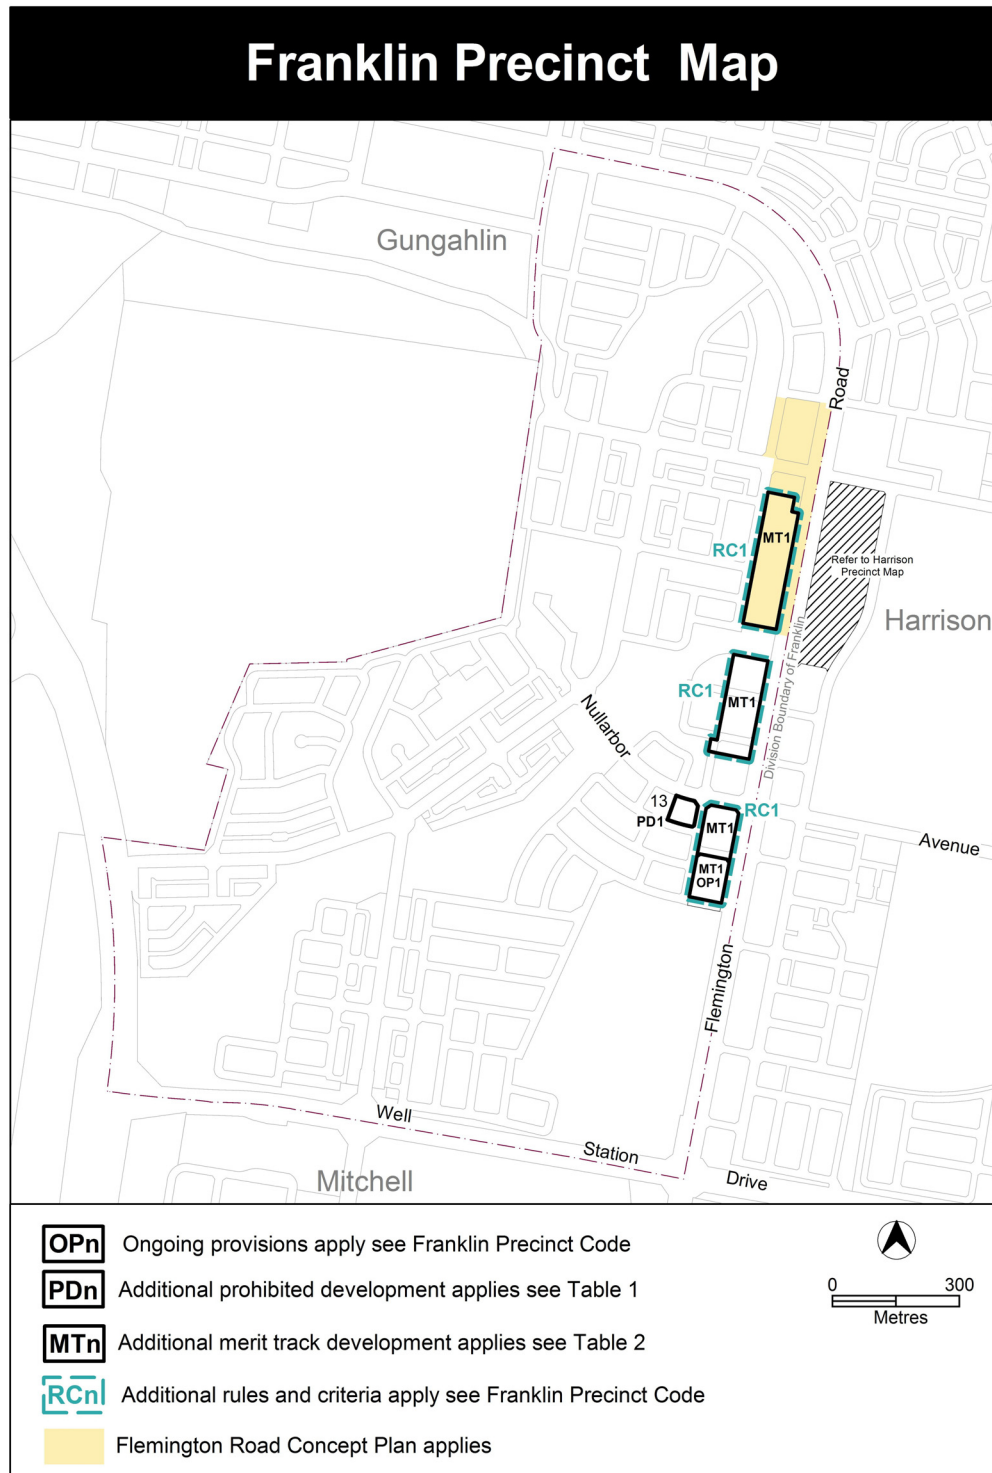 Franklin Precinct Map
Gungahlin
Road
MT1
RC1
Refer to Harrison
Precinct Map
Harrison
Division Boundary of Franklin
RC1
MT1
Nullarbor
13
PD1
RC1
MT1
Avenue
MT1
OP1
Flemington
Well
Station
Drive
Mitchell
OPn Ongoing provisions apply see Franklin Precinct Code
PDn Additional prohibited development applies see Table 1
MTn Additional merit track development applies see Table 2
RCn Additional rules and criteria apply see Franklin Precinct Code
Flemington Road Concept Plan applies
0 300
Metres